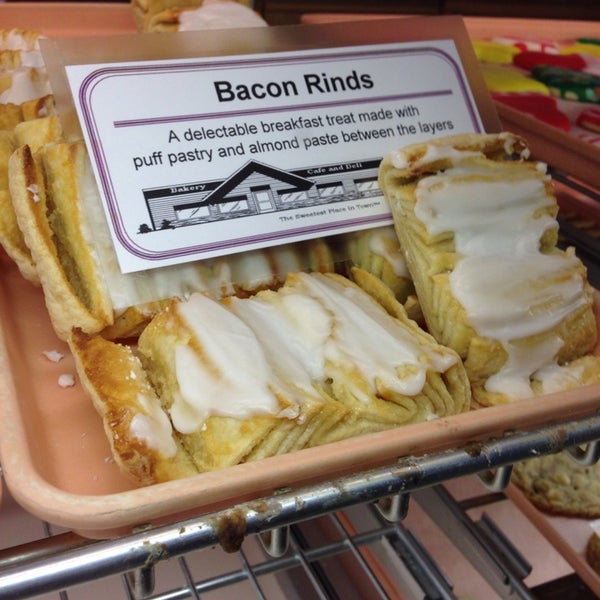 Bacon Rinds
A delectable breakfast treat made with
puff pastry and almond paste between the layers
Bakery Cafe and Deli
The Sweetest Place in Town™